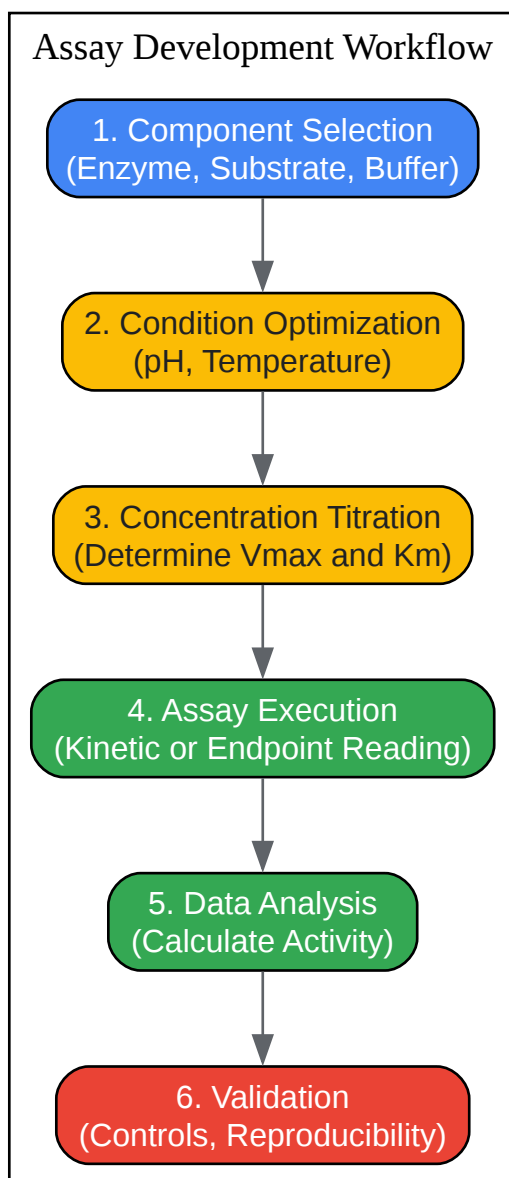 Assay Development Workflow
1. Component Selection
(Enzyme, Substrate, Buffer)
2. Condition Optimization
(pH, Temperature)
3. Concentration Titration
(Determine Vmax and Km)
4. Assay Execution
(Kinetic or Endpoint Reading)
5. Data Analysis
(Calculate Activity)
6. Validation
(Controls, Reproducibility)